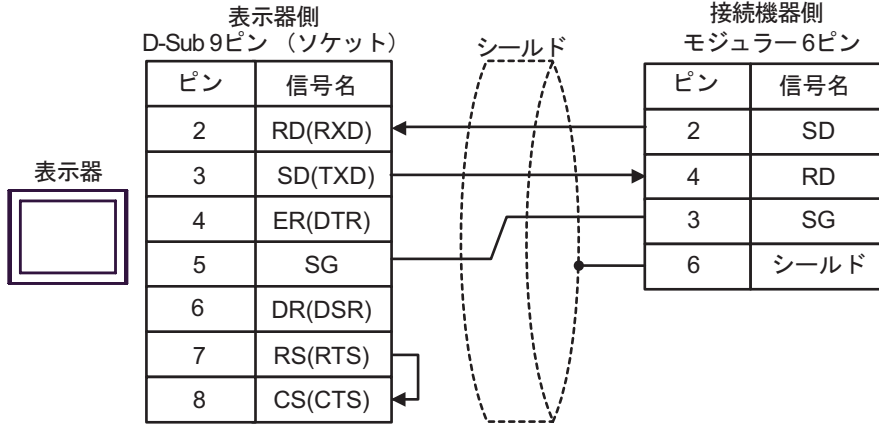 表示器側
D-Sub 9ピン （ソケット）
シールド
接続機器側
モジュラー 6ピン
表示器
ピン 信号名
2 RD(RXD)
3 SD(TXD)
4 ER(DTR)
5 SG
6 DR(DSR)
7 RS(RTS)
8 CS(CTS)
ピン 信号名
2 SD
4 RD
3 SG
6 シールド